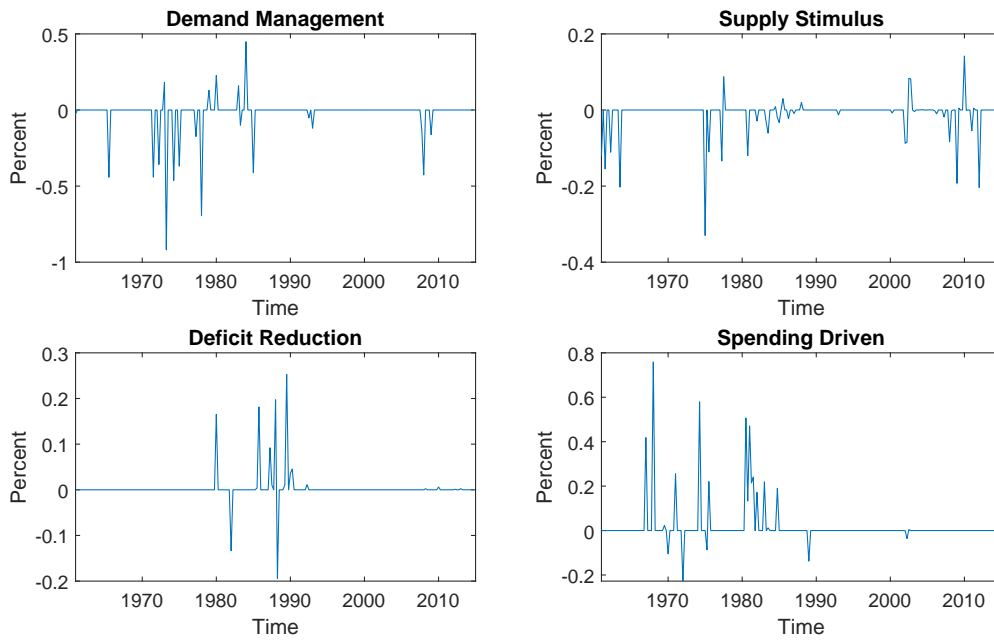 Demand Management
0.5
0
-0.5
-1
Percent
1970 1980 1990 2000 2010
Time
Supply Stimulus
0.2
0
-0.2
-0.4
Percent
1970 1980 1990 2000 2010
Time
Deficit Reduction
0.3
0.2
0.1
0
-0.1
-0.2
Percent
1970 1980 1990 2000 2010
Time
Spending Driven
0.8
0.6
0.4
0.2
0
-0.2
Percent
1970 1980 1990 2000 2010
Time